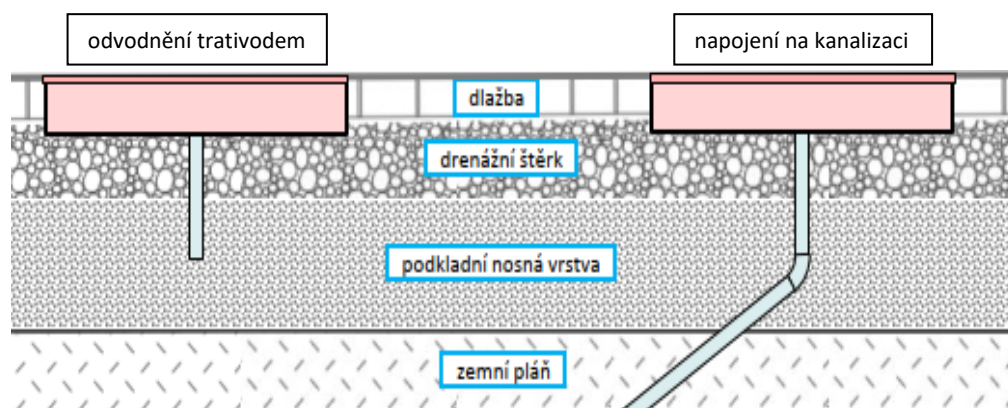 odvodnění trativodem
napojení na kanalizaci
dlažba
drenážní štěrk
podkladní nosná vrstva
zemní pláň